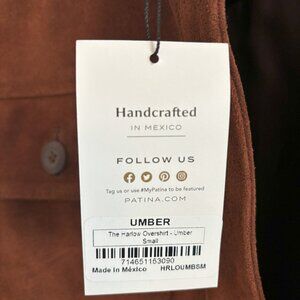 Handcrafted
IN MEXICO
FOLLOW US
Tag us or use #MyPatina to be featured
PATINA.COM
UMBER
The Harlow Overshirt - Umber
Small
714651163090
Made in México HRLOUMBSM